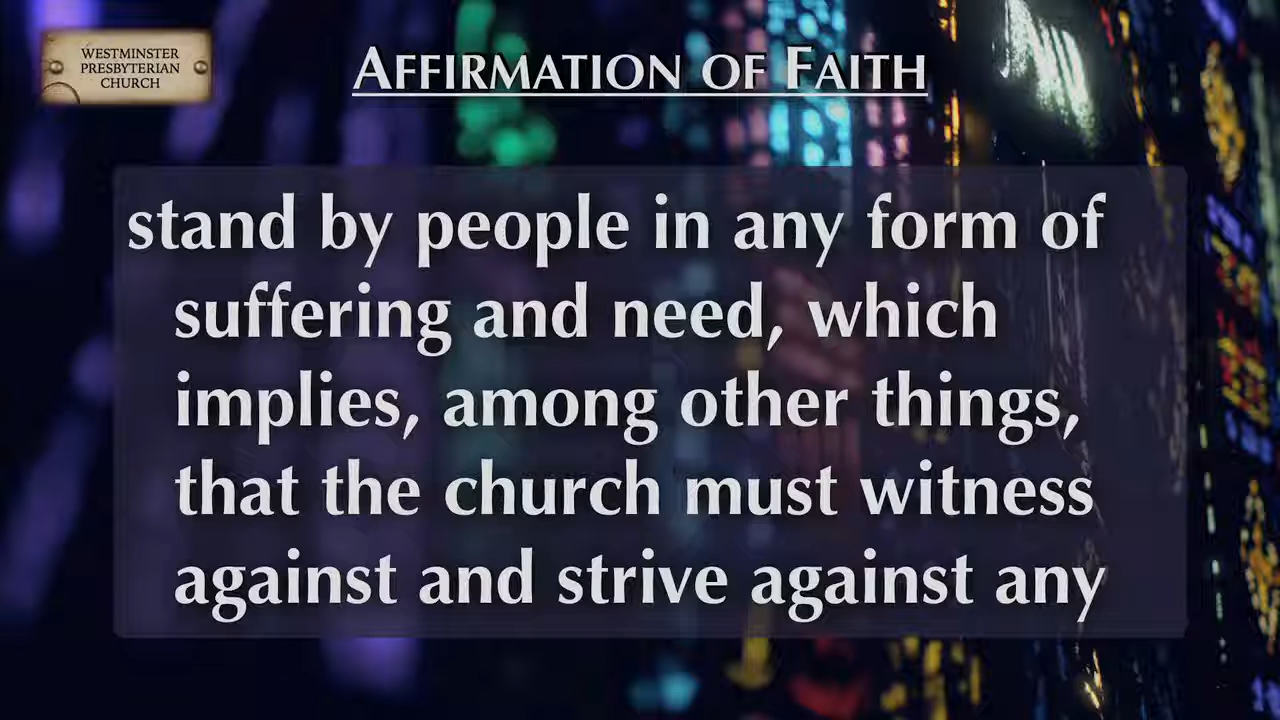 WESTMINSTER
PRESBYTERIAN
CHURCH
AFFIRMATION OF FAITH
stand by people in any form of
suffering and need, which
implies, among other things,
that the church must witness
against and strive against any